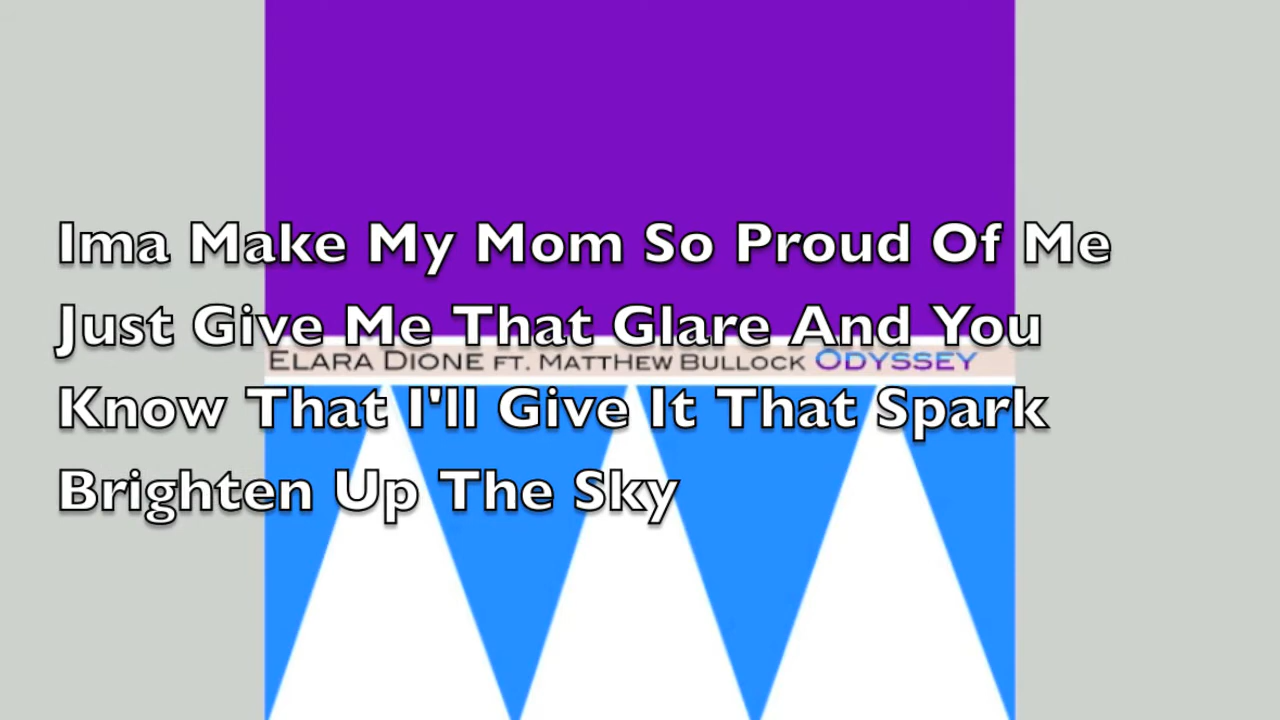 Ima Make My Mom So Proud Of Me
Just Give Me That Glare And You
ELARA DIONE FT. MATTHEW BULLOCK ODYSSEY
Know That I'll Give It That Spark
Brighten Up The Sky